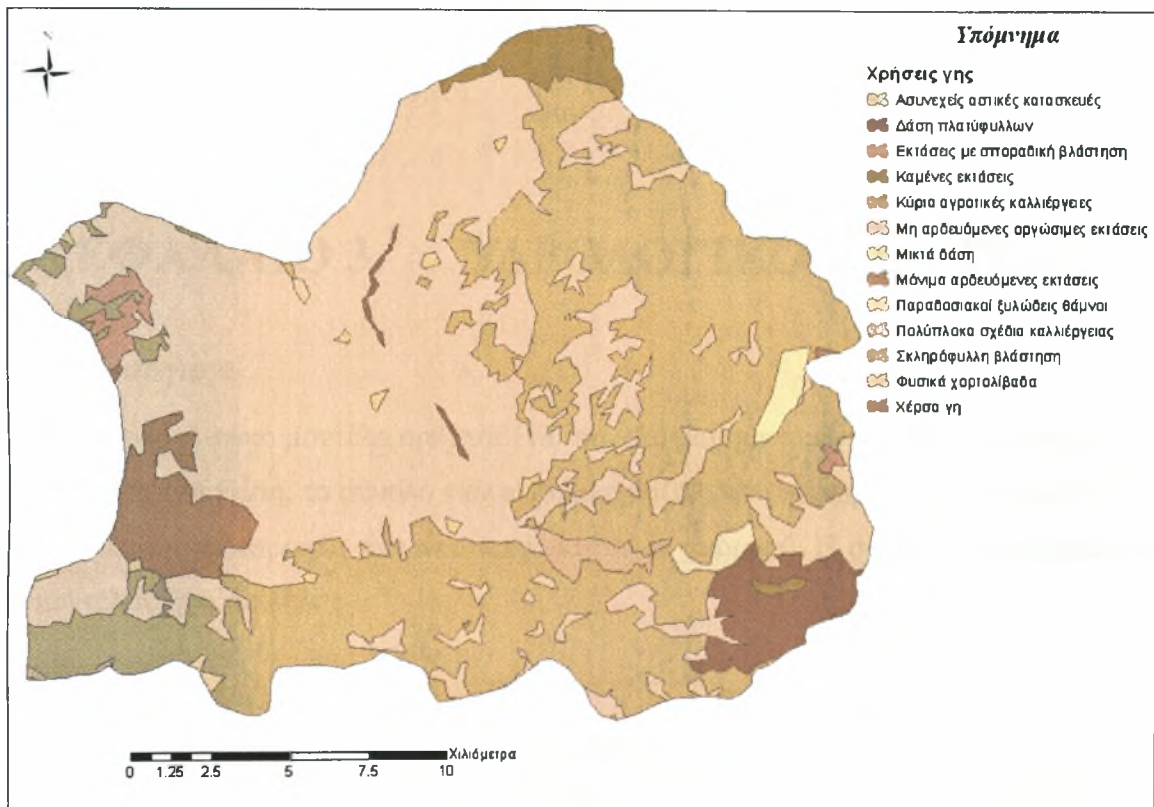 Υπόμνημα
Χρήσεις γης
Ασυνεχείς αστικές κατασκευές
Δάση πλατύφυλλων
Εκτάσεις με σποραδική βλάστηση
Καμένες εκτάσεις
Κύρια αγροτικές καλλιέργειες
Μη αρδευόμενες αρώσιμες εκτάσεις
Μικτά δάση
Μόνιμα αρδευόμενες εκτάσεις
Παραδοσιακοί ξυλώδεις θάμνοι
Πολύπλοκα σχέδια καλλιέργειας
Σκληρόφυλλη βλάστηση
Φυσικά χορτολίβαδα
Χέρσα γη
Χιλιόμετρα
0 1.25 2.5 5 7.5 10